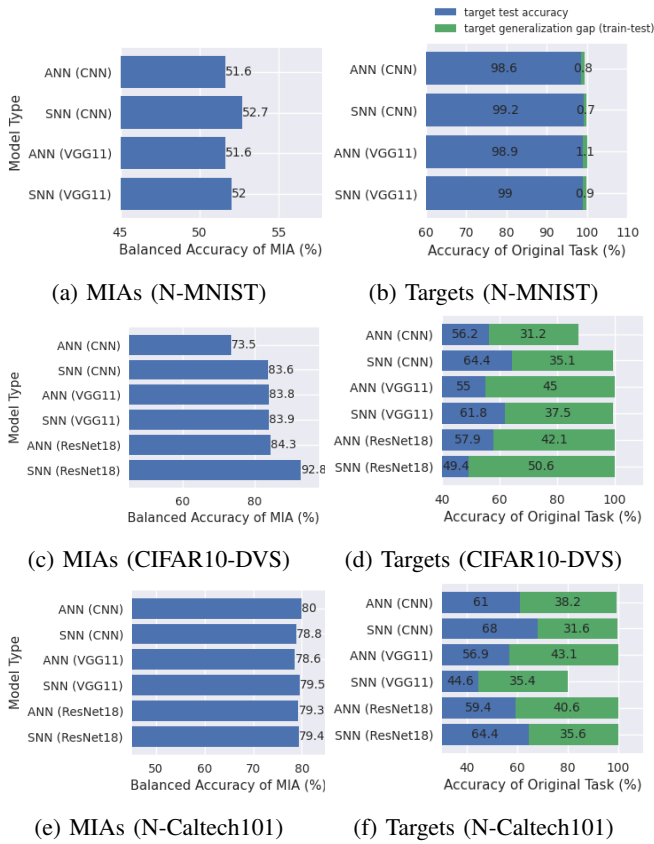 target test accuracy
target generalization gap (train-test)
Model Type
ANN (CNN) 51.6
SNN (CNN) 52.7
ANN (VGG11) 51.6
SNN (VGG11) 52
45 50 55
Balanced Accuracy of MIA (%)
ANN (CNN) 98.6 0.8
SNN (CNN) 99.2 0.7
ANN (VGG11) 98.9 1.1
SNN (VGG11) 99 0.9
60 70 80 90 100 110
Accuracy of Original Task (%)
(a) MIAs (N-MNIST)
(b) Targets (N-MNIST)
Model Type
ANN (CNN) 73.5
SNN (CNN) 83.6
ANN (VGG11) 83.8
SNN (VGG11) 83.9
ANN (ResNet18) 84.3
SNN (ResNet18) 92.8
60 80
Balanced Accuracy of MIA (%)
ANN (CNN) 56.2 31.2
SNN (CNN) 64.4 35.1
ANN (VGG11) 55 45
SNN (VGG11) 61.8 37.5
ANN (ResNet18) 57.9 42.1
SNN (ResNet18) 49.4 50.6
40 60 80 100
Accuracy of Original Task (%)
(c) MIAs (CIFAR10-DVS)
(d) Targets (CIFAR10-DVS)
Model Type
ANN (CNN) 80
SNN (CNN) 78.8
ANN (VGG11) 78.6
SNN (VGG11) 79.5
ANN (ResNet18) 79.3
SNN (ResNet18) 79.4
50 60 70 80
Balanced Accuracy of MIA (%)
ANN (CNN) 61 38.2
SNN (CNN) 68 31.6
ANN (VGG11) 56.9 43.1
SNN (VGG11) 44.6 35.4
ANN (ResNet18) 59.4 40.6
SNN (ResNet18) 64.4 35.6
40 60 80 100
Accuracy of Original Task (%)
(e) MIAs (N-Caltech101)
(f) Targets (N-Caltech101)